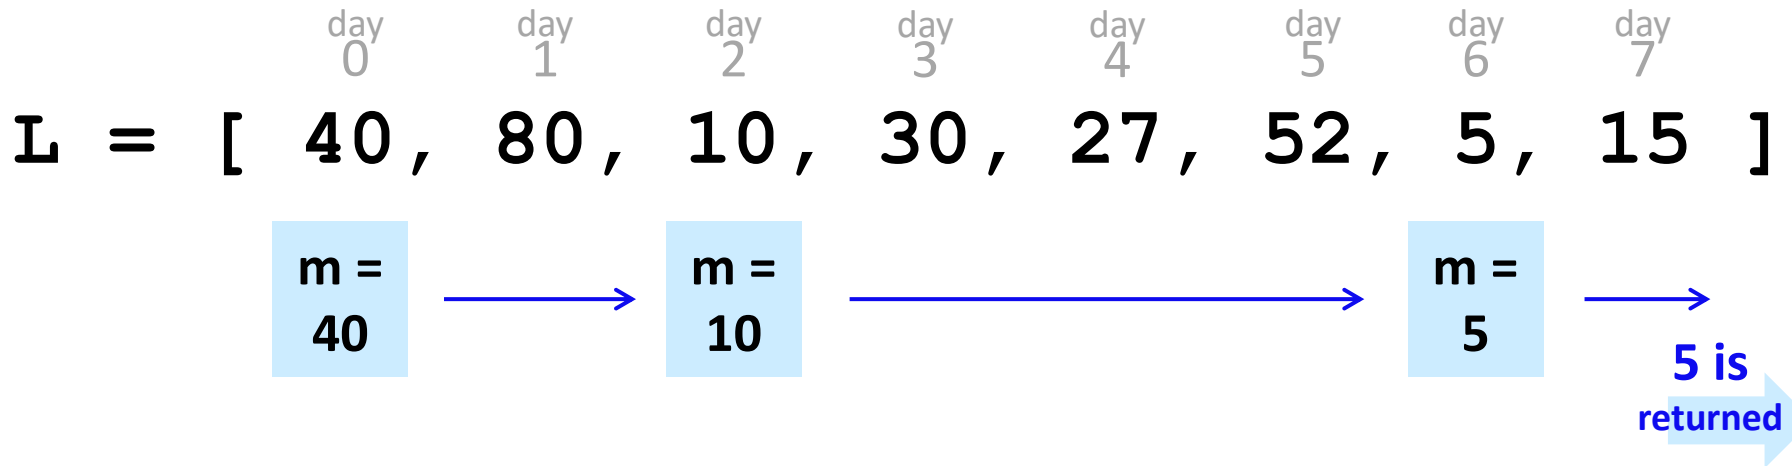 day day day day day day day day
0 1 2 3 4 5 6 7
L = [ 40, 80, 10, 30, 27, 52, 5, 15 ]
m = m = m =
40 10 5
5 is
returned